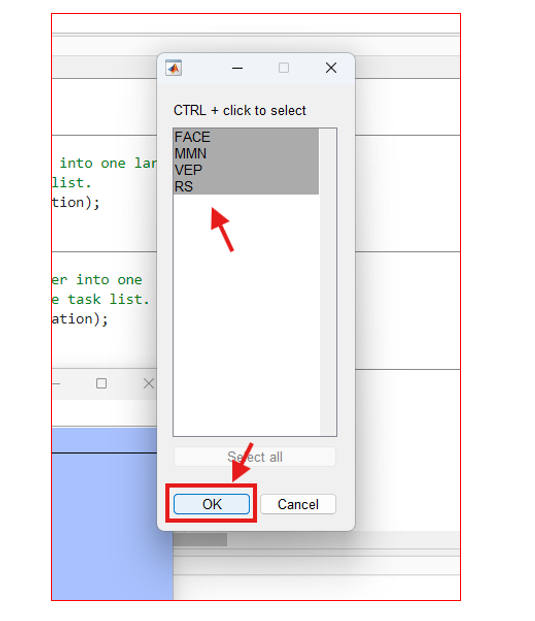 CTRL + click to select
FACE
MMN
VEP
RS
into one lar
list.
tion);
er into one
e task list.
ation);
Select all
OK
Cancel